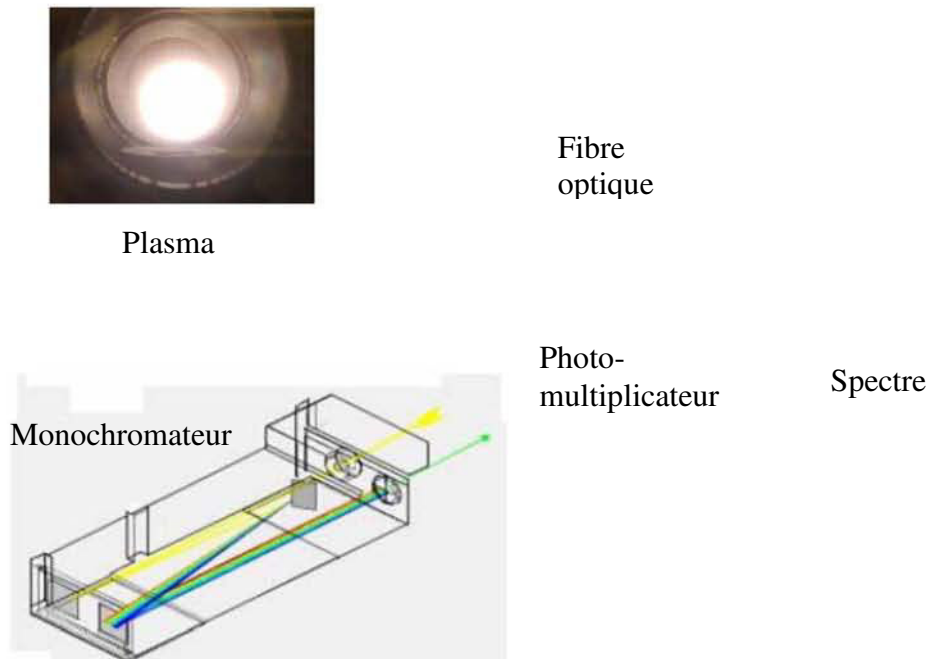 Fibre
optique
Plasma
Photo-
multiplicateur
Spectre
Monochromateur